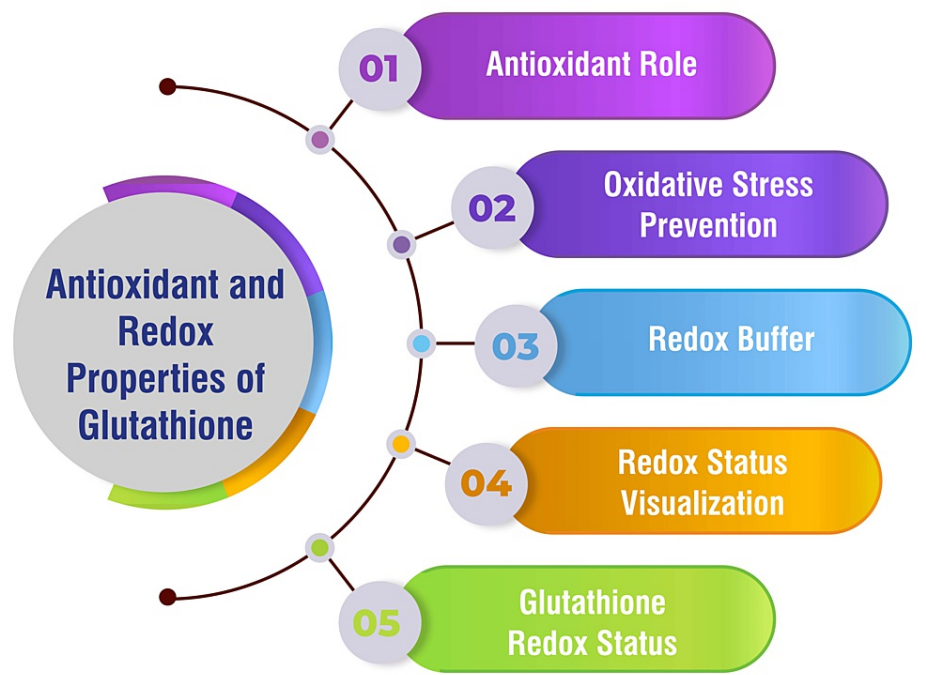 Antioxidant and
Redox
Properties of
Glutathione
01
Antioxidant Role
02
Oxidative Stress
Prevention
03
Redox Buffer
04
Redox Status
Visualization
05
Glutathione
Redox Status